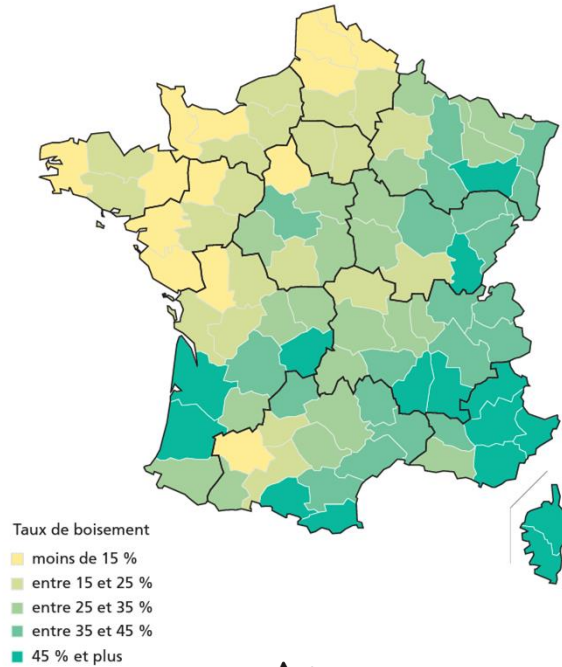 Taux de boisement
moins de 15 %
entre 15 et 25 %
entre 25 et 35 %
entre 35 et 45 %
45 % et plus